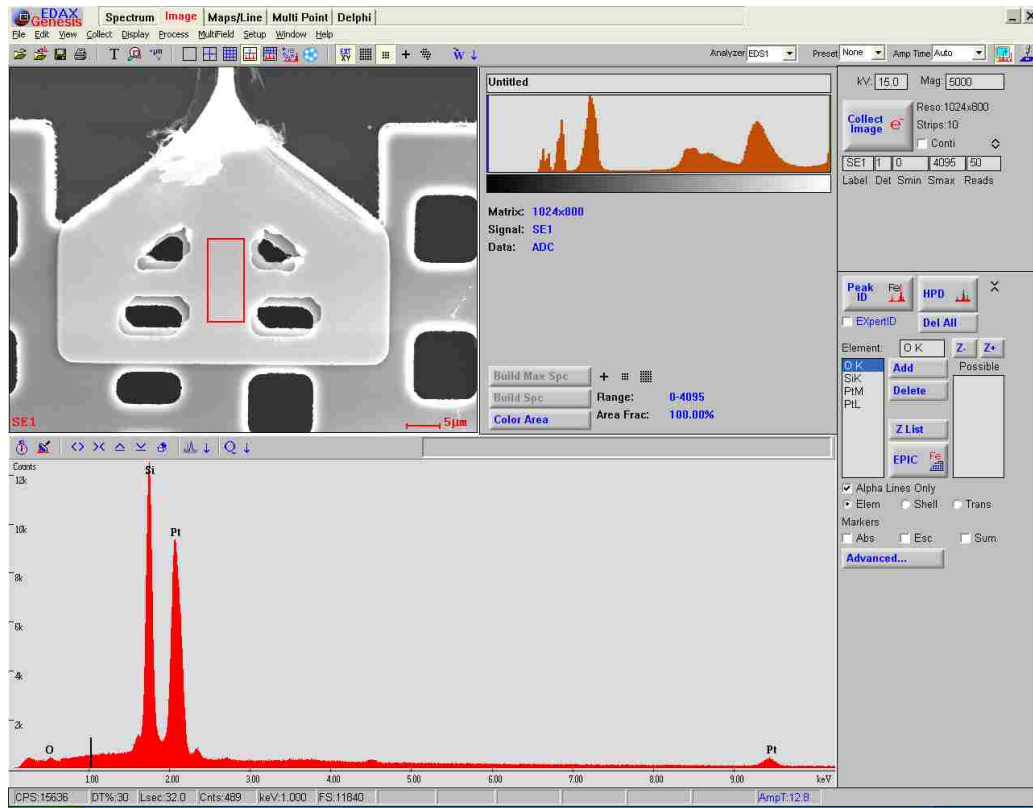 EDAX Genesis
Spectrum Image Maps/Line Multi Point Delphi
File Edit View Collect Display Process MultiField Setup Window Help
Analyzer EDS1 Preset None Amp Time Auto
SE1
5µm
Untitled
Matrix: 1024x800
Signal: SE1
Data: ADC
Build Max Spc
Build Spc
Color Area
Range: 0-4095
Area Frac: 100.00%
kV: 15.0 Mag: 5000
Collect Image e-
Reso:1024x800
Strips:10
Conti
SE1 1 0 4095 50
Label Det Smin Smax Reads
Peak ID Fe
HPD
EXpertID
Del All
Element: O K Z- Z+
O K
SiK
PtM
PtL
Add
Delete
Z List
EPIC Fe
Possible
Alpha Lines Only
Elem Shell Trans
Markers
Abs Esc Sum
Advanced...
Counts
12k
10k
8k
6k
4k
2k
Si
Pt
O
Pt
1.00 2.00 3.00 4.00 5.00 6.00 7.00 8.00 9.00 keV
CPS:15636 DT%:30 Lsec:32.0 Cnts:489 keV:1.000 FS:11840 AmpT:12.8